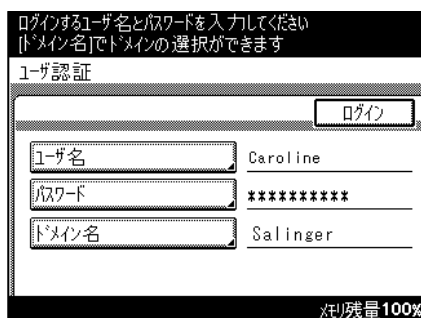 ログインするユーザ名とパスワードを入力してください
[ドメイン名]でドメインの選択ができます
ユーザ認証
ログイン
ユーザ名 Caroline
パスワード **********
ドメイン名 Salinger
メモリ残量100%